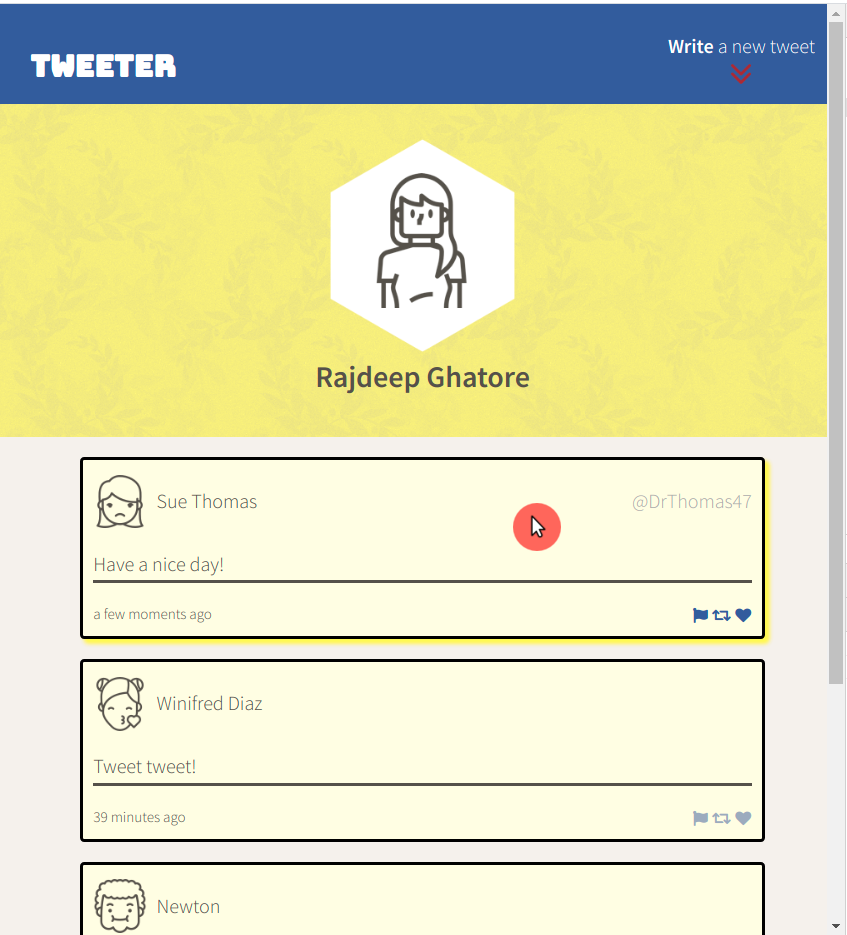 TWEETER
Write a new tweet
Rajdeep Ghatore
Sue Thomas @DrThomas47
Have a nice day!
a few moments ago
Winifred Diaz
Tweet tweet!
39 minutes ago
Newton